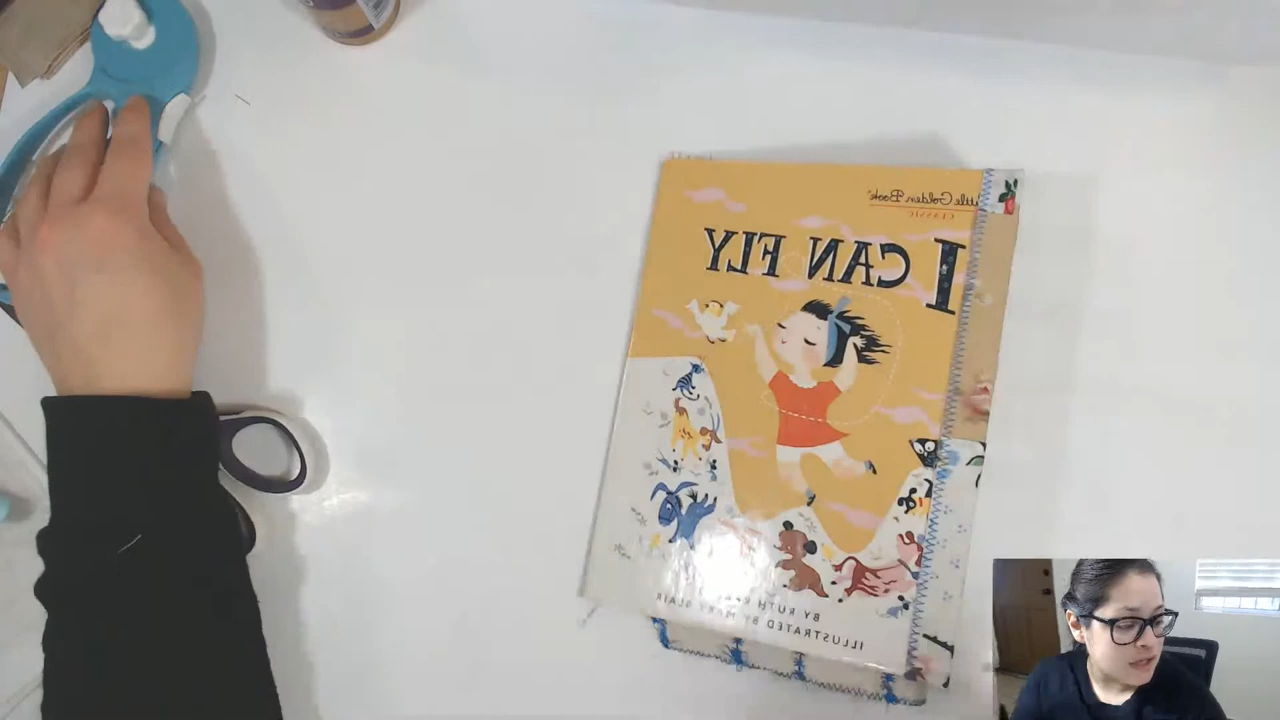 Little Golden Book®
CLASSIC
I CAN FLY
BY RUTH
ILLUSTRATED BY MARY BLAIR